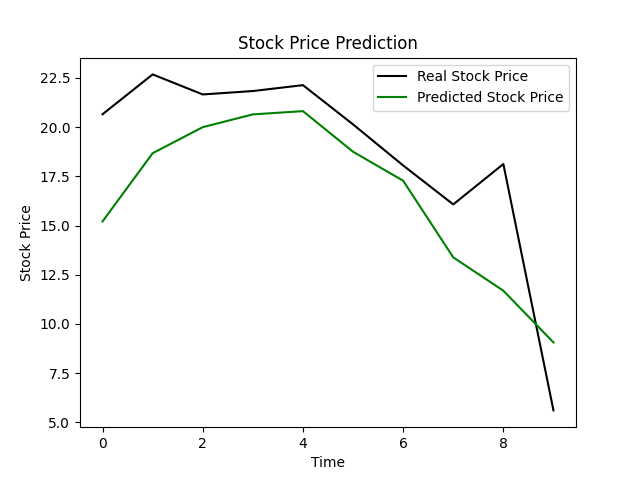 Stock Price Prediction
Real Stock Price
Predicted Stock Price
Stock Price
22.5
20.0
17.5
15.0
12.5
10.0
7.5
5.0
0 2 4 6 8
Time